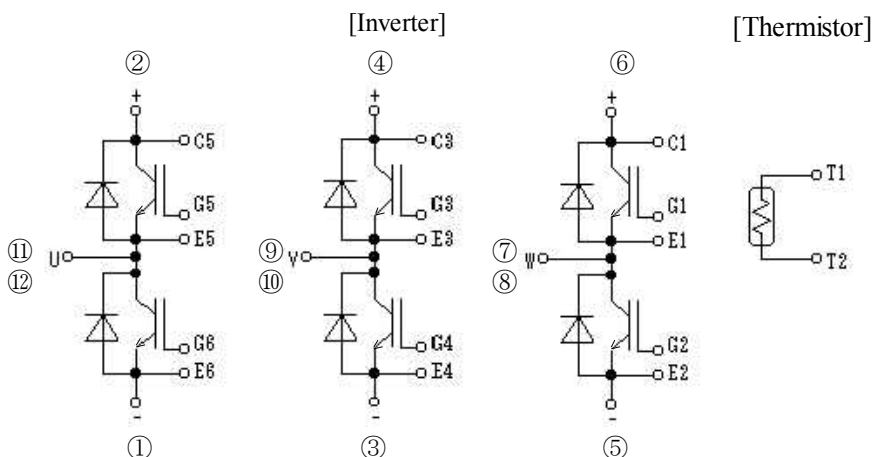 [Inverter]
[Thermistor]
② ④ ⑥
+ + +
C5 C3 C1
T1
G5 G3 G1
E5 E3 E1
⑪ U ⑨ V ⑦ W
T2
⑫ ⑩ ⑧
G6 G4 G2
E6 E4 E2
- - -
① ③ ⑤